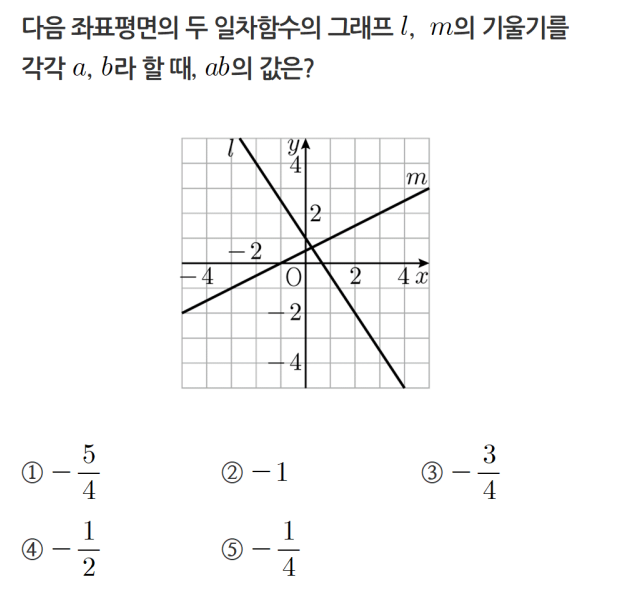 다음 좌표평면의 두 일차함수의 그래프 l, m의 기울기를
각각 a, b라 할 때, ab의 값은?
l y
4
m
2
-2
-4 O 2 4 x
-2
-4
① -5/4 ② -1 ③ -3/4
④ -1/2 ⑤ -1/4